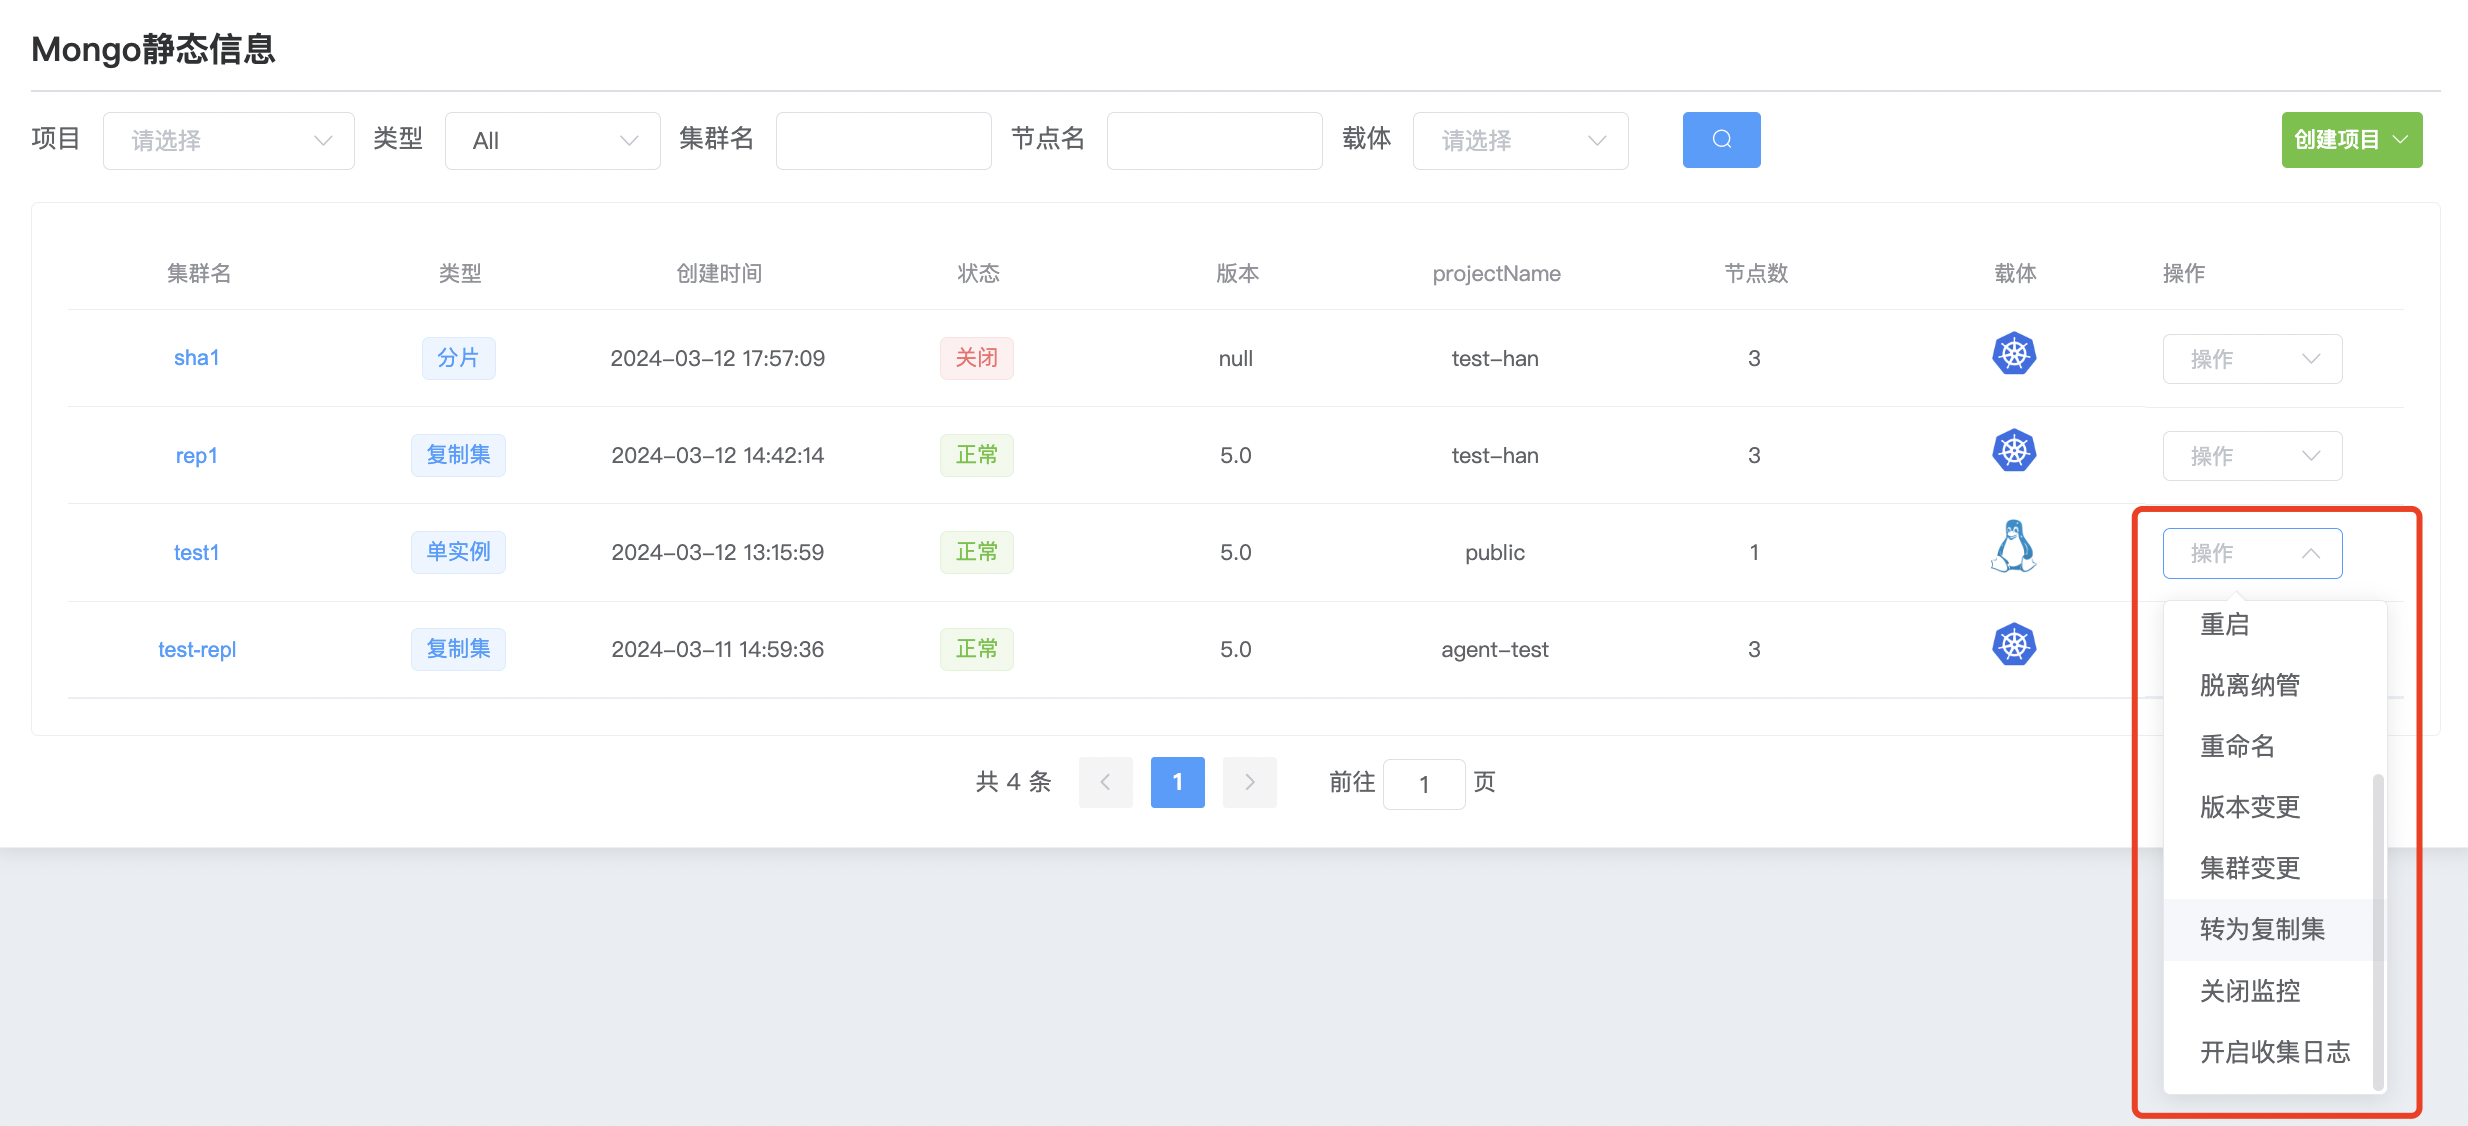 Mongo静态信息
项目 请选择 类型 All 集群名 节点名 载体 请选择 创建项目
集群名 类型 创建时间 状态 版本 projectName 节点数 载体 操作
sha1 分片 2024-03-12 17:57:09 关闭 null test-han 3 操作
rep1 复制集 2024-03-12 14:42:14 正常 5.0 test-han 3 操作
test1 单实例 2024-03-12 13:15:59 正常 5.0 public 1 操作
test-repl 复制集 2024-03-11 14:59:36 正常 5.0 agent-test 3
重启
脱离纳管
重命名
版本变更
集群变更
转为复制集
关闭监控
开启收集日志
共 4 条 1 前往 1 页